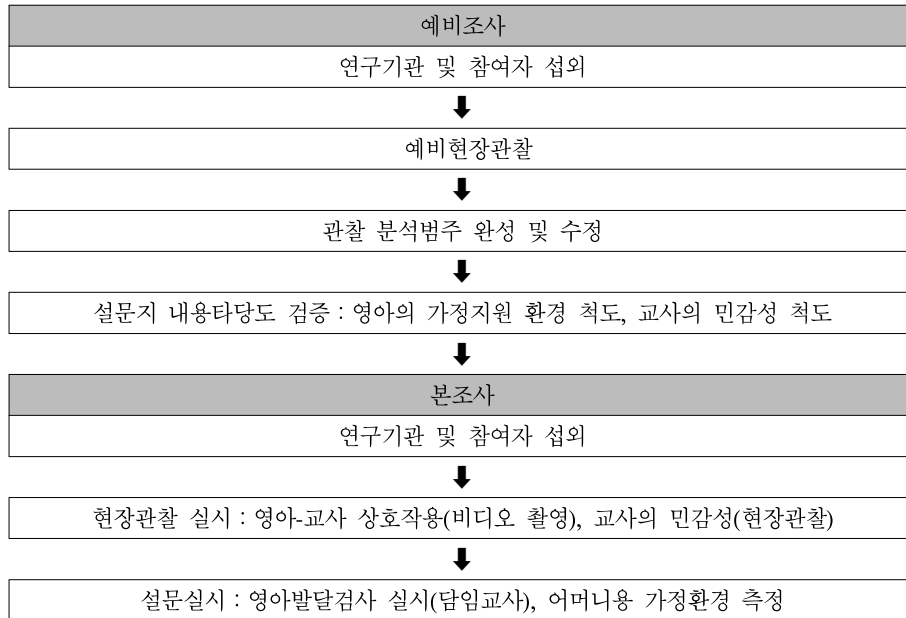 예비조사
연구기관 및 참여자 섭외
예비현장관찰
관찰 분석범주 완성 및 수정
설문지 내용타당도 검증 : 영아의 가정지원 환경 척도, 교사의 민감성 척도
본조사
연구기관 및 참여자 섭외
현장관찰 실시 : 영아-교사 상호작용(비디오 촬영), 교사의 민감성(현장관찰)
설문실시 : 영아발달검사 실시(담임교사), 어머니용 가정환경 측정